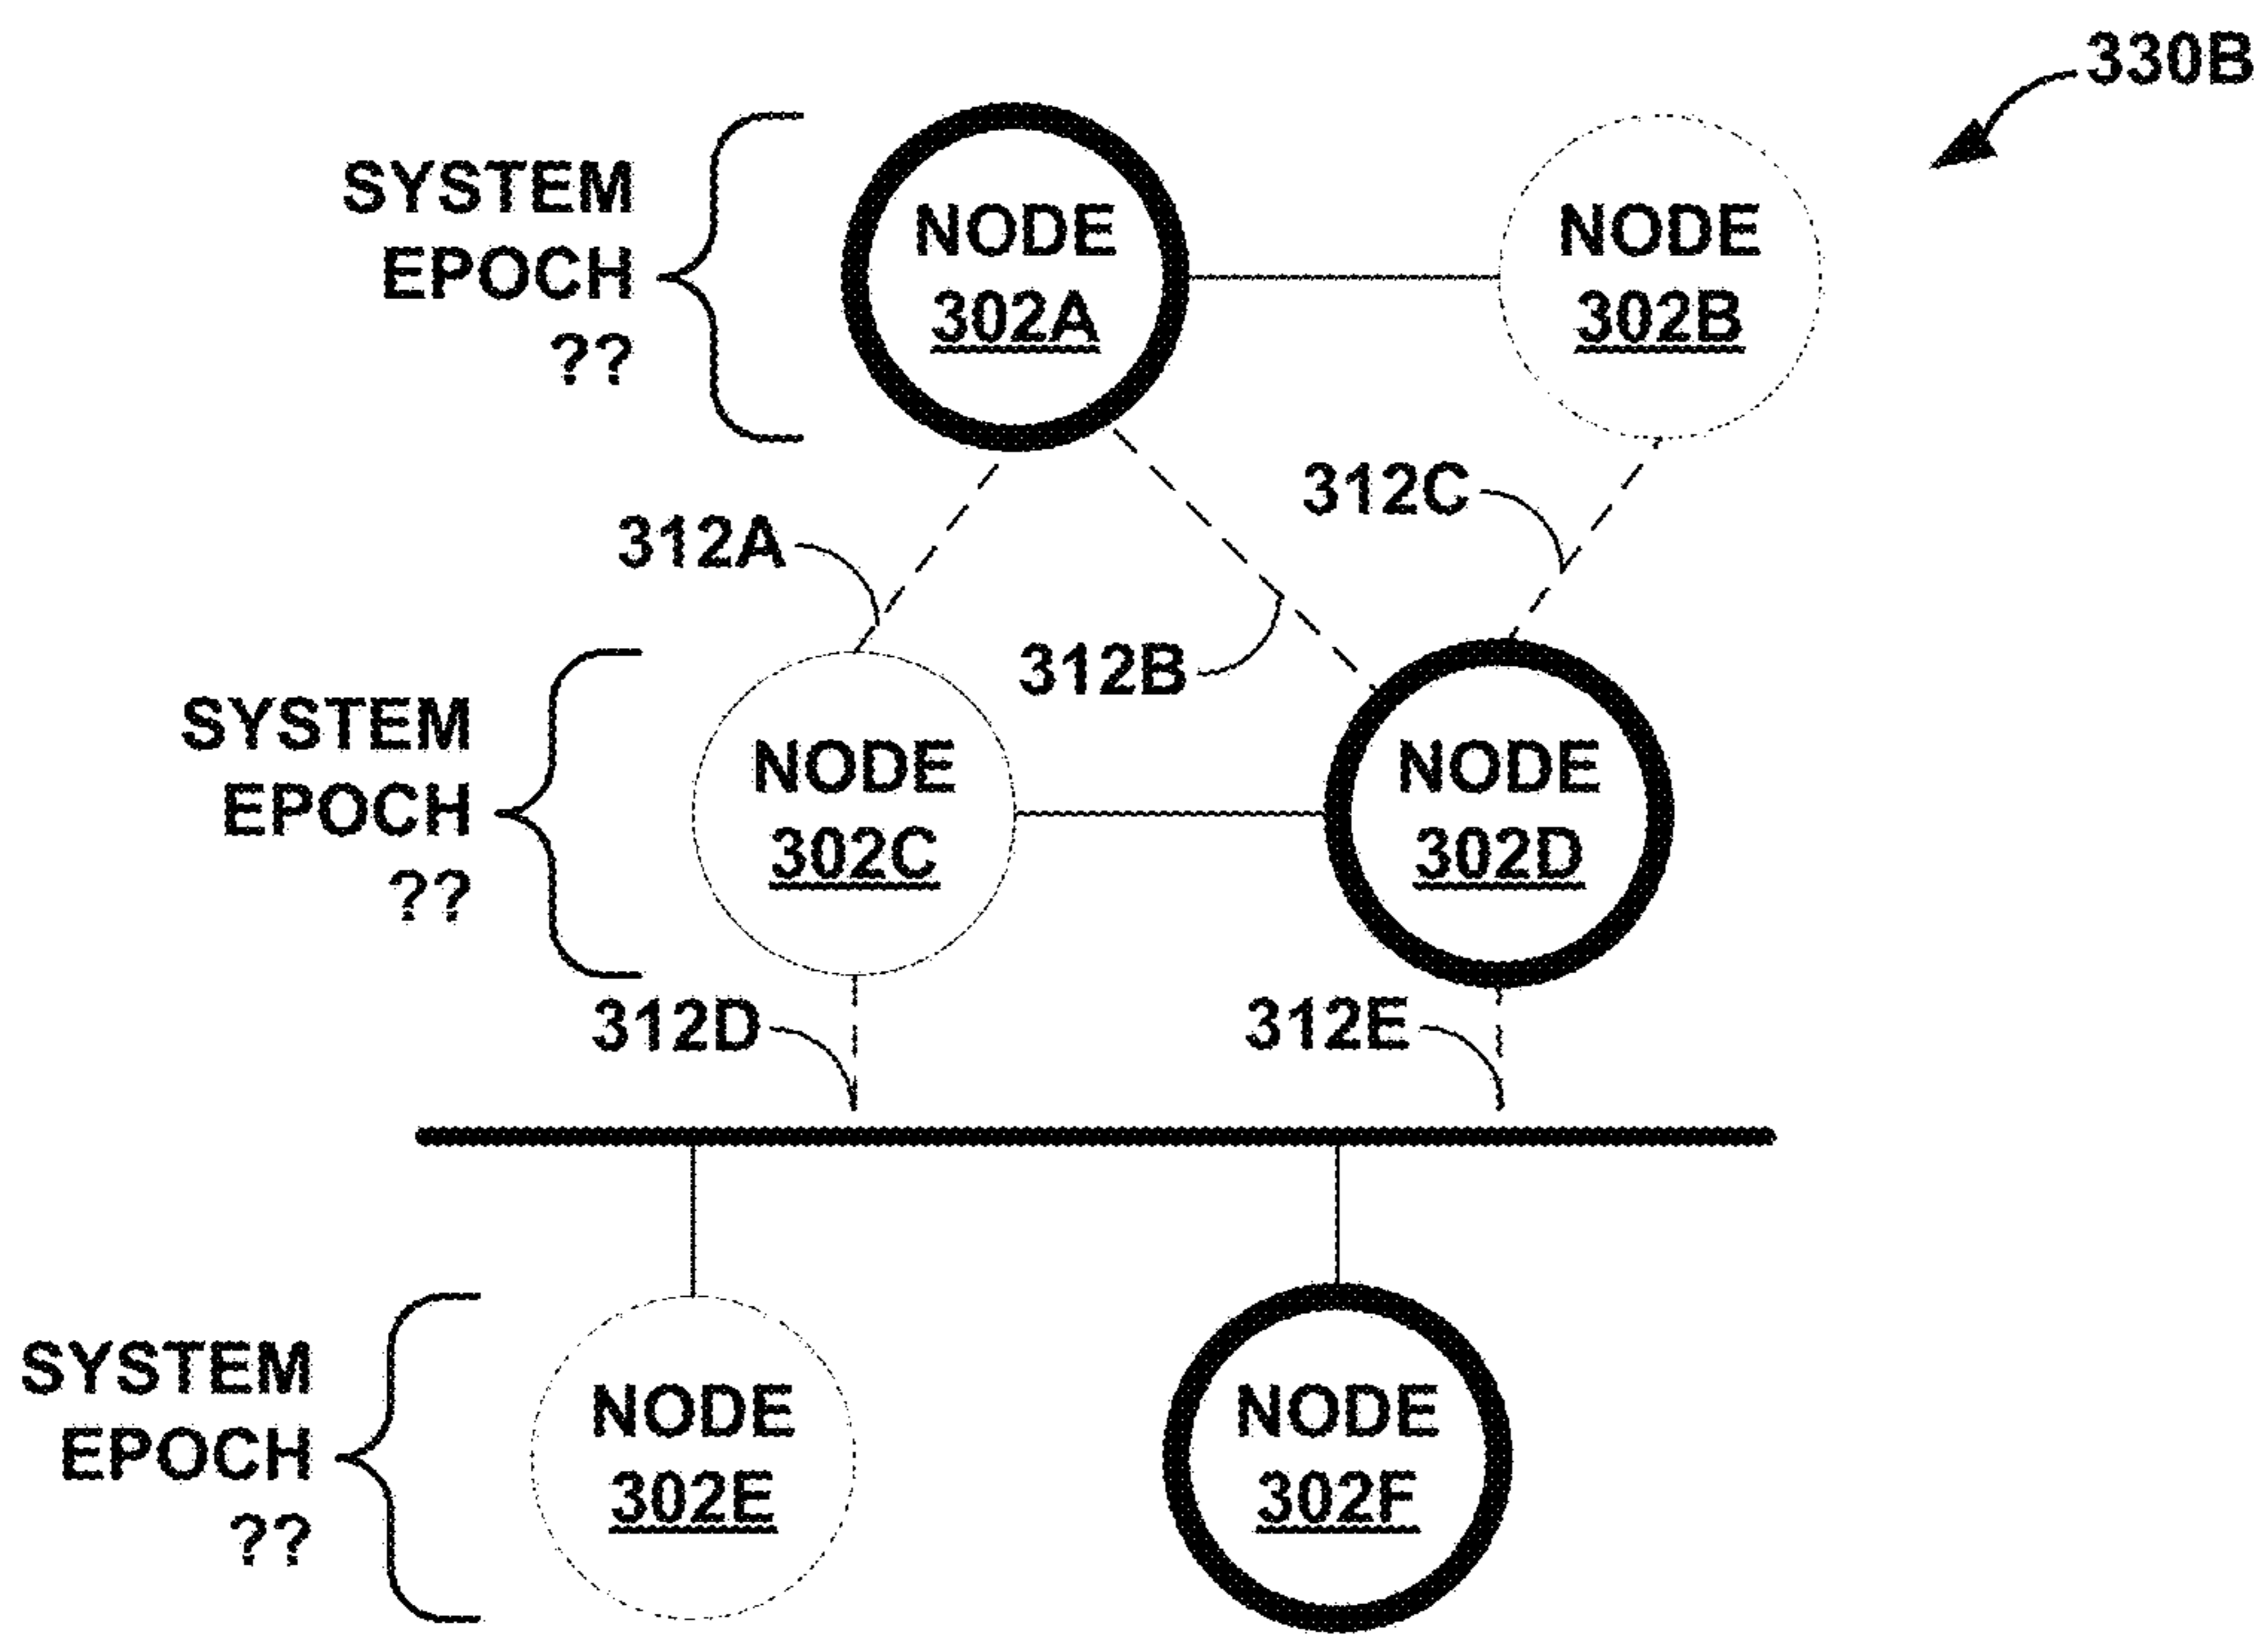 330B
SYSTEM
EPOCH
??
NODE
302A
NODE
302B
312A
312B
312C
SYSTEM
EPOCH
??
NODE
302C
NODE
302D
312D
312E
SYSTEM
EPOCH
??
NODE
302E
NODE
302F